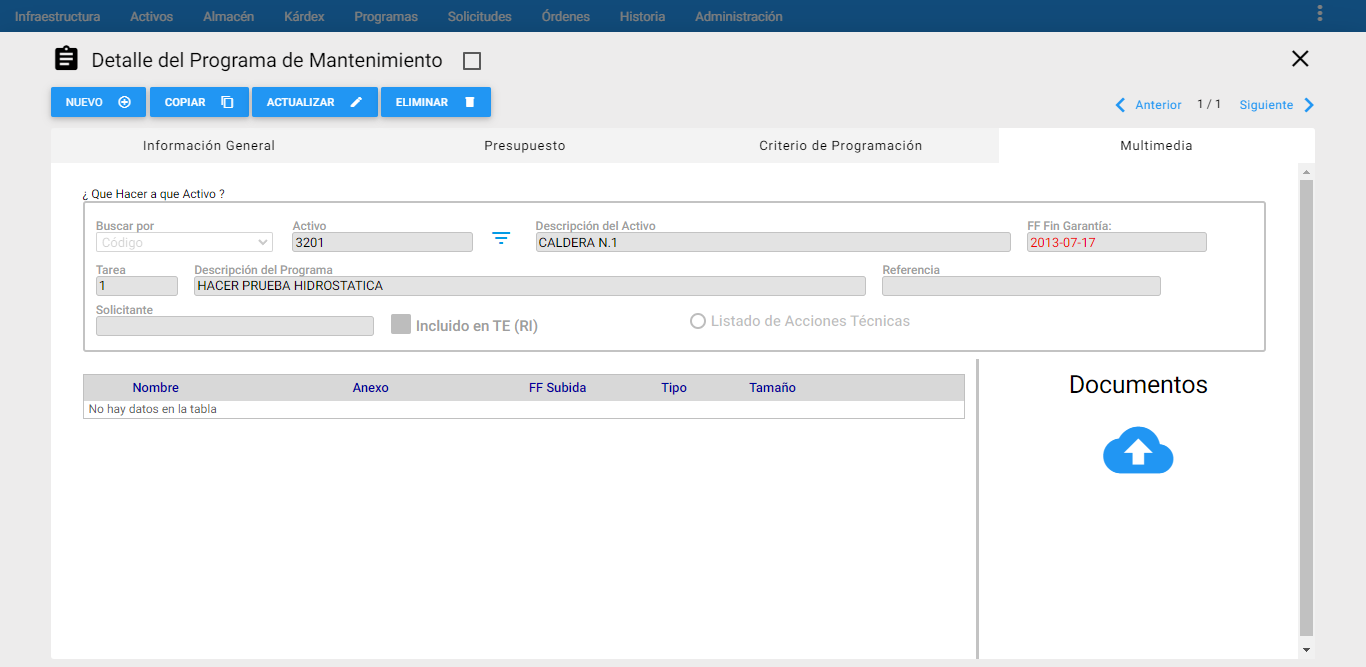 Infraestructura Activos Almacén Kárdex Programas Solicitudes Órdenes Historia Administración
Detalle del Programa de Mantenimiento
NUEVO COPIAR ACTUALIZAR ELIMINAR
Anterior 1 / 1 Siguiente
Información General Presupuesto Criterio de Programación Multimedia
¿ Que Hacer a que Activo ?
Buscar por Activo Descripción del Activo FF Fin Garantía:
Código 3201 CALDERA N.1 2013-07-17
Tarea Descripción del Programa Referencia
1 HACER PRUEBA HIDROSTATICA
Solicitante
Incluido en TE (RI) Listado de Acciones Técnicas
Nombre Anexo FF Subida Tipo Tamaño
No hay datos en la tabla
Documentos